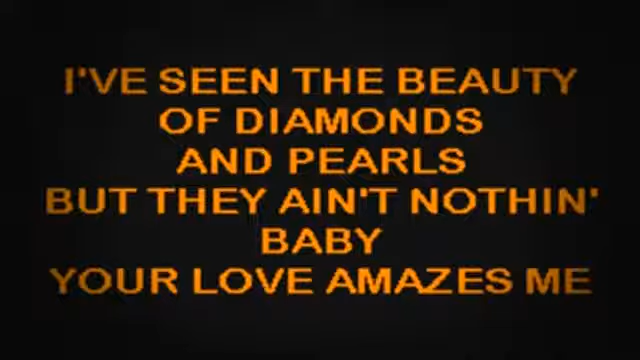 I'VE SEEN THE BEAUTY
OF DIAMONDS
AND PEARLS
BUT THEY AIN'T NOTHIN'
BABY
YOUR LOVE AMAZES ME